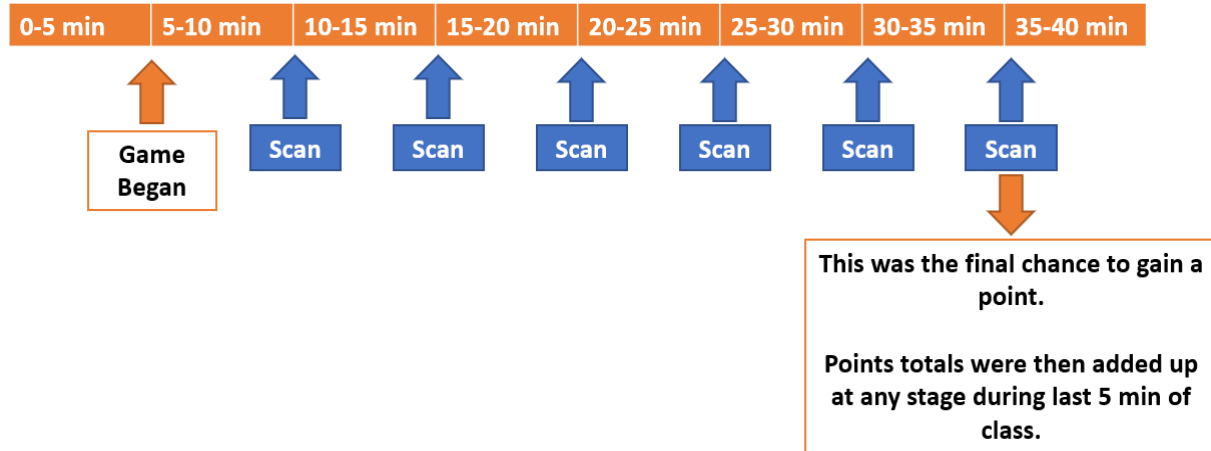 0-5 min 5-10 min 10-15 min 15-20 min 20-25 min 25-30 min 30-35 min 35-40 min
Game
Began
Scan Scan Scan Scan Scan Scan
This was the final chance to gain a
point.
Points totals were then added up
at any stage during last 5 min of
class.